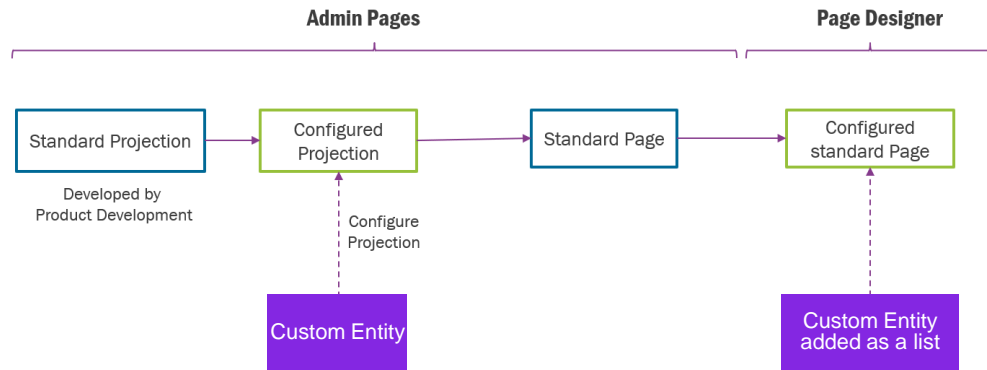 Admin Pages
Page Designer
Standard Projection
Configured
Projection
Standard Page
Configured
standard Page
Developed by
Product Development
Configure
Projection
Custom Entity
Custom Entity
added as a list